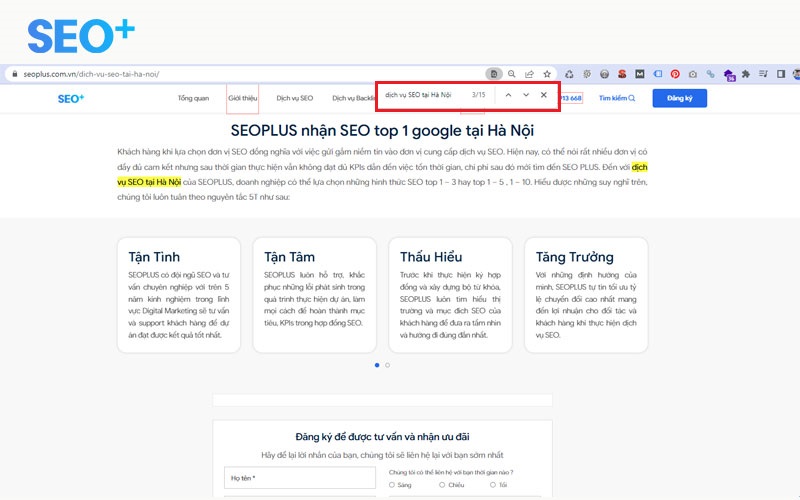 SEO+
seoplus.com.vn/dich-vu-seo-tai-ha-noi/
SEO+
Tổng quan
Giới thiệu
Dịch vụ SEO
Dịch vụ Backlin
dịch vụ SEO tại Hà Nội 3/15
913 668
Tìm kiếm
Đăng ký
SEOPLUS nhận SEO top 1 google tại Hà Nội
Khách hàng khi lựa chọn đơn vị SEO đồng nghĩa với việc gửi gắm niềm tin vào đơn vị cung cấp dịch vụ SEO. Hiện nay, có thể nói rất nhiều đơn vị có
đầy đủ cam kết nhưng sau thời gian thực hiện vẫn không đạt đủ KPIs dẫn đến việc tốn thời gian, chi phí sau đó mới tìm đến SEO PLUS. Đến với dịch
vụ SEO tại Hà Nội của SEOPLUS, doanh nghiệp có thể lựa chọn những hình thức SEO top 1 – 3 hay top 1 – 5 , 1 – 10. Hiểu được những suy nghĩ trên,
chúng tôi luôn tuân theo nguyên tắc 5T như sau:
Tận Tình
SEOPLUS có đội ngũ SEO và tư
vấn chuyên nghiệp với trên 5
năm kinh nghiệm trong lĩnh
vực Digital Marketing sẽ tư vấn
và support khách hàng để dự
án đạt được kết quả tốt nhất.
Tận Tâm
SEOPLUS luôn hỗ trợ, khắc
phục những lỗi phát sinh trong
quá trình thực hiện dự án, làm
mọi cách để hoàn thành mục
tiêu, KPIs trong hợp đồng SEO.
Thấu Hiểu
Trước khi thực hiện ký hợp
đồng và xây dựng bộ từ khóa,
SEOPLUS luôn tìm hiểu thị
trường và mục đích SEO của
khách hàng để đưa ra tầm nhìn
và hướng đi đúng đắn nhất.
Tăng Trưởng
Với những định hướng của
mình, SEOPLUS tự tin tối ưu tỷ
lệ chuyển đổi cao nhất mang
đến lợi nhuận cho đối tác và
khách hàng khi thực hiện dịch
vụ SEO.
Đăng ký để được tư vấn và nhận ưu đãi
Hãy để lại lời nhắn của bạn, chúng tôi sẽ liên hệ lại với bạn sớm nhất
Họ tên *
Chúng tôi có thể liên hệ với bạn thời gian nào ?
Sáng
Chiều
Tối